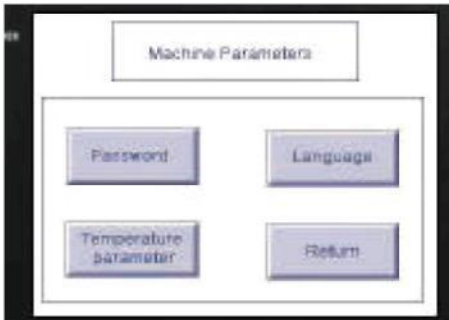 Machine Parameters
Password
Language
Temperature
parameter
Return